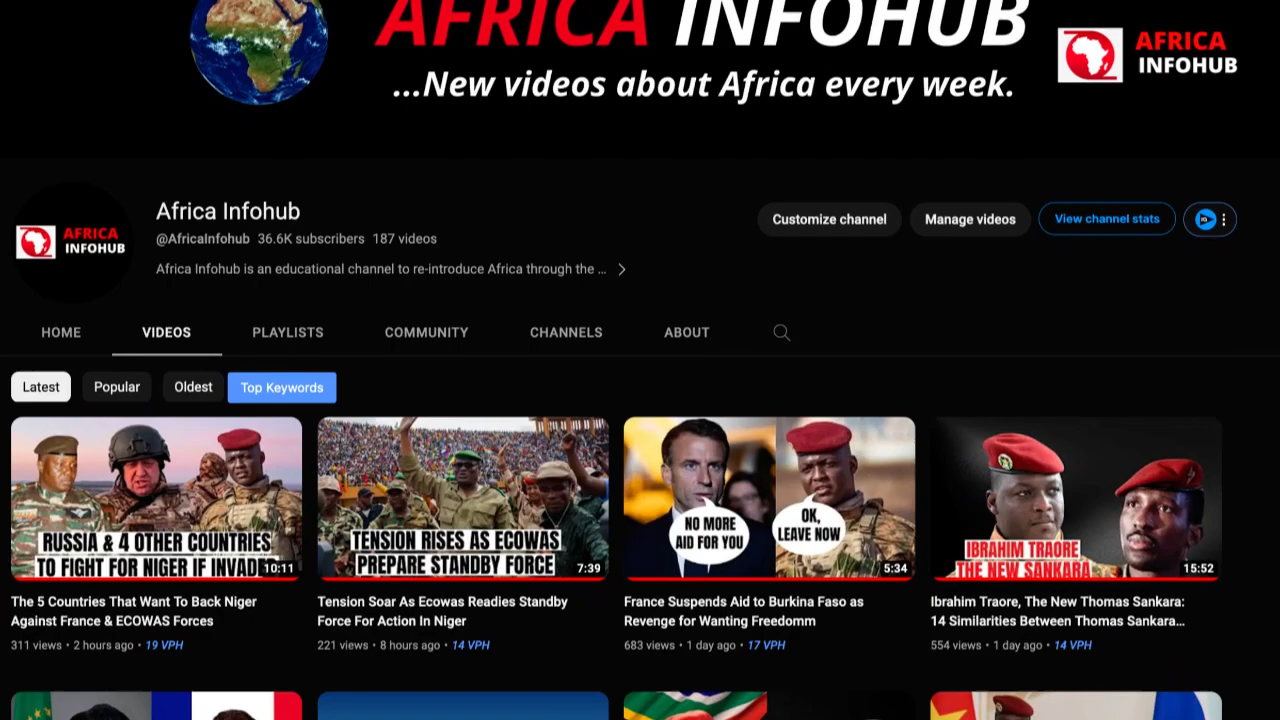 AFRICA INFOHUB
...New videos about Africa every week.
AFRICA
INFOHUB
AFRICA
INFOHUB
Africa Infohub
@AfricaInfohub 36.6K subscribers 187 videos
Africa Infohub is an educational channel to re-introduce Africa through the ...
Customize channel
Manage videos
View channel stats
HOME
VIDEOS
PLAYLISTS
COMMUNITY
CHANNELS
ABOUT
Latest
Popular
Oldest
Top Keywords
RUSSIA & 4 OTHER COUNTRIES
TO FIGHT FOR NIGER IF INVADE
10:11
The 5 Countries That Want To Back Niger
Against France & ECOWAS Forces
311 views • 2 hours ago • 19 VPH
TENSION RISES AS ECOWAS
PREPARE STANDBY FORCE
7:39
Tension Soar As Ecowas Readies Standby
Force For Action In Niger
221 views • 8 hours ago • 14 VPH
NO MORE
AID FOR YOU
OK,
LEAVE NOW
5:34
France Suspends Aid to Burkina Faso as
Revenge for Wanting Freedomm
683 views • 1 day ago • 17 VPH
IBRAHIM TRAORE
THE NEW SANKARA
15:52
Ibrahim Traore, The New Thomas Sankara:
14 Similarities Between Thomas Sankara...
554 views • 1 day ago • 14 VPH